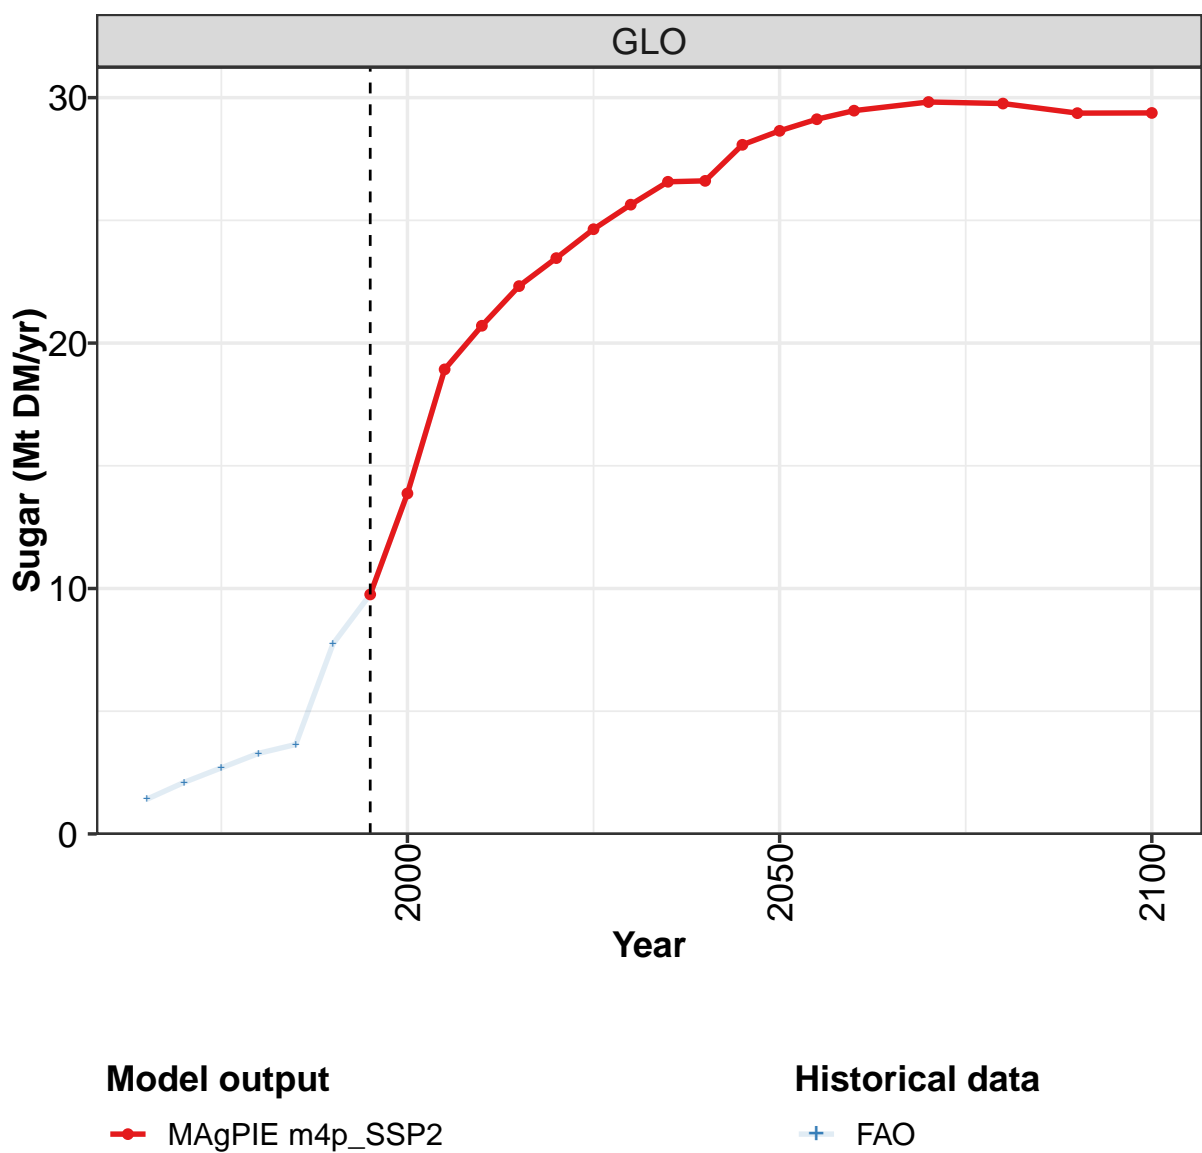 GLO
Sugar (Mt DM/yr)
30
20
10
0
2000
2050
2100
Year
Model output
MAgPIE m4p_SSP2
Historical data
FAO